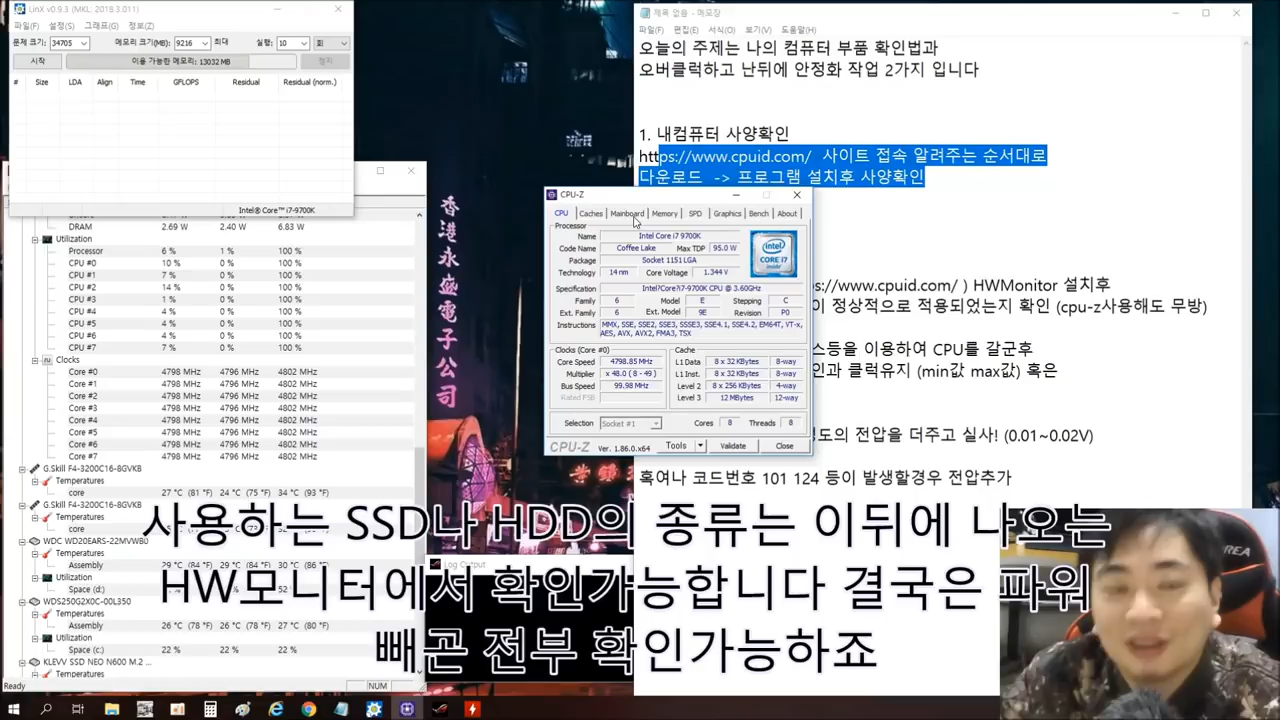 LinX v0.9.3 (MKL: 2018.3.011)
파일(F) 설정(S) 그래프(G) 정보(Z)
문제 크기: 34705 메모리 크기(MB): 9216 최대 실행: 10 회
시작 이용 가능한 메모리: 13032 MB 정지
# Size LDA Align Time GFLOPS Residual Residual (norm.)
Intel® Core™ i7-9700K
DRAM 2.69 W 2.40 W 6.83 W
Utilization
Processor 6 % 1 % 100 %
CPU #0 10 % 0 % 100 %
CPU #1 7 % 0 % 100 %
CPU #2 14 % 0 % 100 %
CPU #3 1 % 0 % 100 %
CPU #4 5 % 0 % 100 %
CPU #5 4 % 0 % 100 %
CPU #6 4 % 0 % 100 %
CPU #7 1 % 0 % 100 %
Clocks
Core #0 4798 MHz 4796 MHz 4802 MHz
Core #1 4798 MHz 4796 MHz 4802 MHz
Core #2 4798 MHz 4796 MHz 4802 MHz
Core #3 4798 MHz 4796 MHz 4802 MHz
Core #4 4798 MHz 4796 MHz 4802 MHz
Core #5 4798 MHz 4796 MHz 4802 MHz
Core #6 4798 MHz 4796 MHz 4802 MHz
Core #7 4798 MHz 4796 MHz 4802 MHz
G.Skill F4-3200C16-8GVKB
Temperatures
core 27 °C (81 °F) 24 °C (75 °F) 34 °C (93 °F)
G.Skill F4-3200C16-8GVKB
Temperatures
core
WDC WD20EARS-22MVWB0
Temperatures
Assembly
Utilization
Space (d:)
WDS250G2X0C-00L350
Temperatures
Assembly 26 °C (78 °F) 26 °C (78 °F) 27 °C (80 °F)
Utilization
Space (c:) 22 % 22 % 22 %
KLEVV SSD NEO N600 M.2 ...
Temperatures
Ready NUM
香港永盛電子公司
Log Output
제목 없음 - 메모장
파일(F) 편집(E) 서식(O) 보기(V) 도움말(H)
오늘의 주제는 나의 컴퓨터 부품 확인법과
오버클럭하고 난뒤에 안정화 작업 2가지 입니다
1. 내컴퓨터 사양확인
https://www.cpuid.com/ 사이트 접속 알려주는 순서대로
다운로드 -> 프로그램 설치후 사양확인
s://www.cpuid.com/ ) HWMonitor 설치후
이 정상적으로 적용되었는지 확인 (cpu-z사용해도 무방)
스등을 이용하여 CPU를 갈군후
인과 클럭유지 (min값 max값) 혹은
정도의 전압을 더주고 실사! (0.01~0.02V)
혹여나 코드번호 101 124 등이 발생할경우 전압추가
CPU-Z
CPU Caches Mainboard Memory SPD Graphics Bench About
Processor
Name Intel Core i7 9700K
Code Name Coffee Lake Max TDP 95.0 W
Package Socket 1151 LGA
Technology 14 nm Core Voltage 1.344 V
intel
CORE i7
inside
Specification Intel?Core?i7-9700K CPU @ 3.60GHz
Family 6 Model E Stepping C
Ext. Family 6 Ext. Model 9E Revision P0
Instructions MMX, SSE, SSE2, SSE3, SSSE3, SSE4.1, SSE4.2, EM64T, VT-x,
AES, AVX, AVX2, FMA3, TSX
Clocks (Core #0)
Core Speed 4798.85 MHz
Multiplier x 48.0 ( 8 - 49 )
Bus Speed 99.98 MHz
Rated FSB
Cache
L1 Data 8 x 32 KBytes 8-way
L1 Inst. 8 x 32 KBytes 8-way
Level 2 8 x 256 KBytes 4-way
Level 3 12 MBytes 12-way
Selection Socket #1 Cores 8 Threads 8
CPU-Z Ver. 1.86.0.x64 Tools Validate Close
사용하는 SSD나 HDD의 종류는 이뒤에 나오는
HW모니터에서 확인가능합니다 결국은 파워
빼곤 전부 확인가능하죠